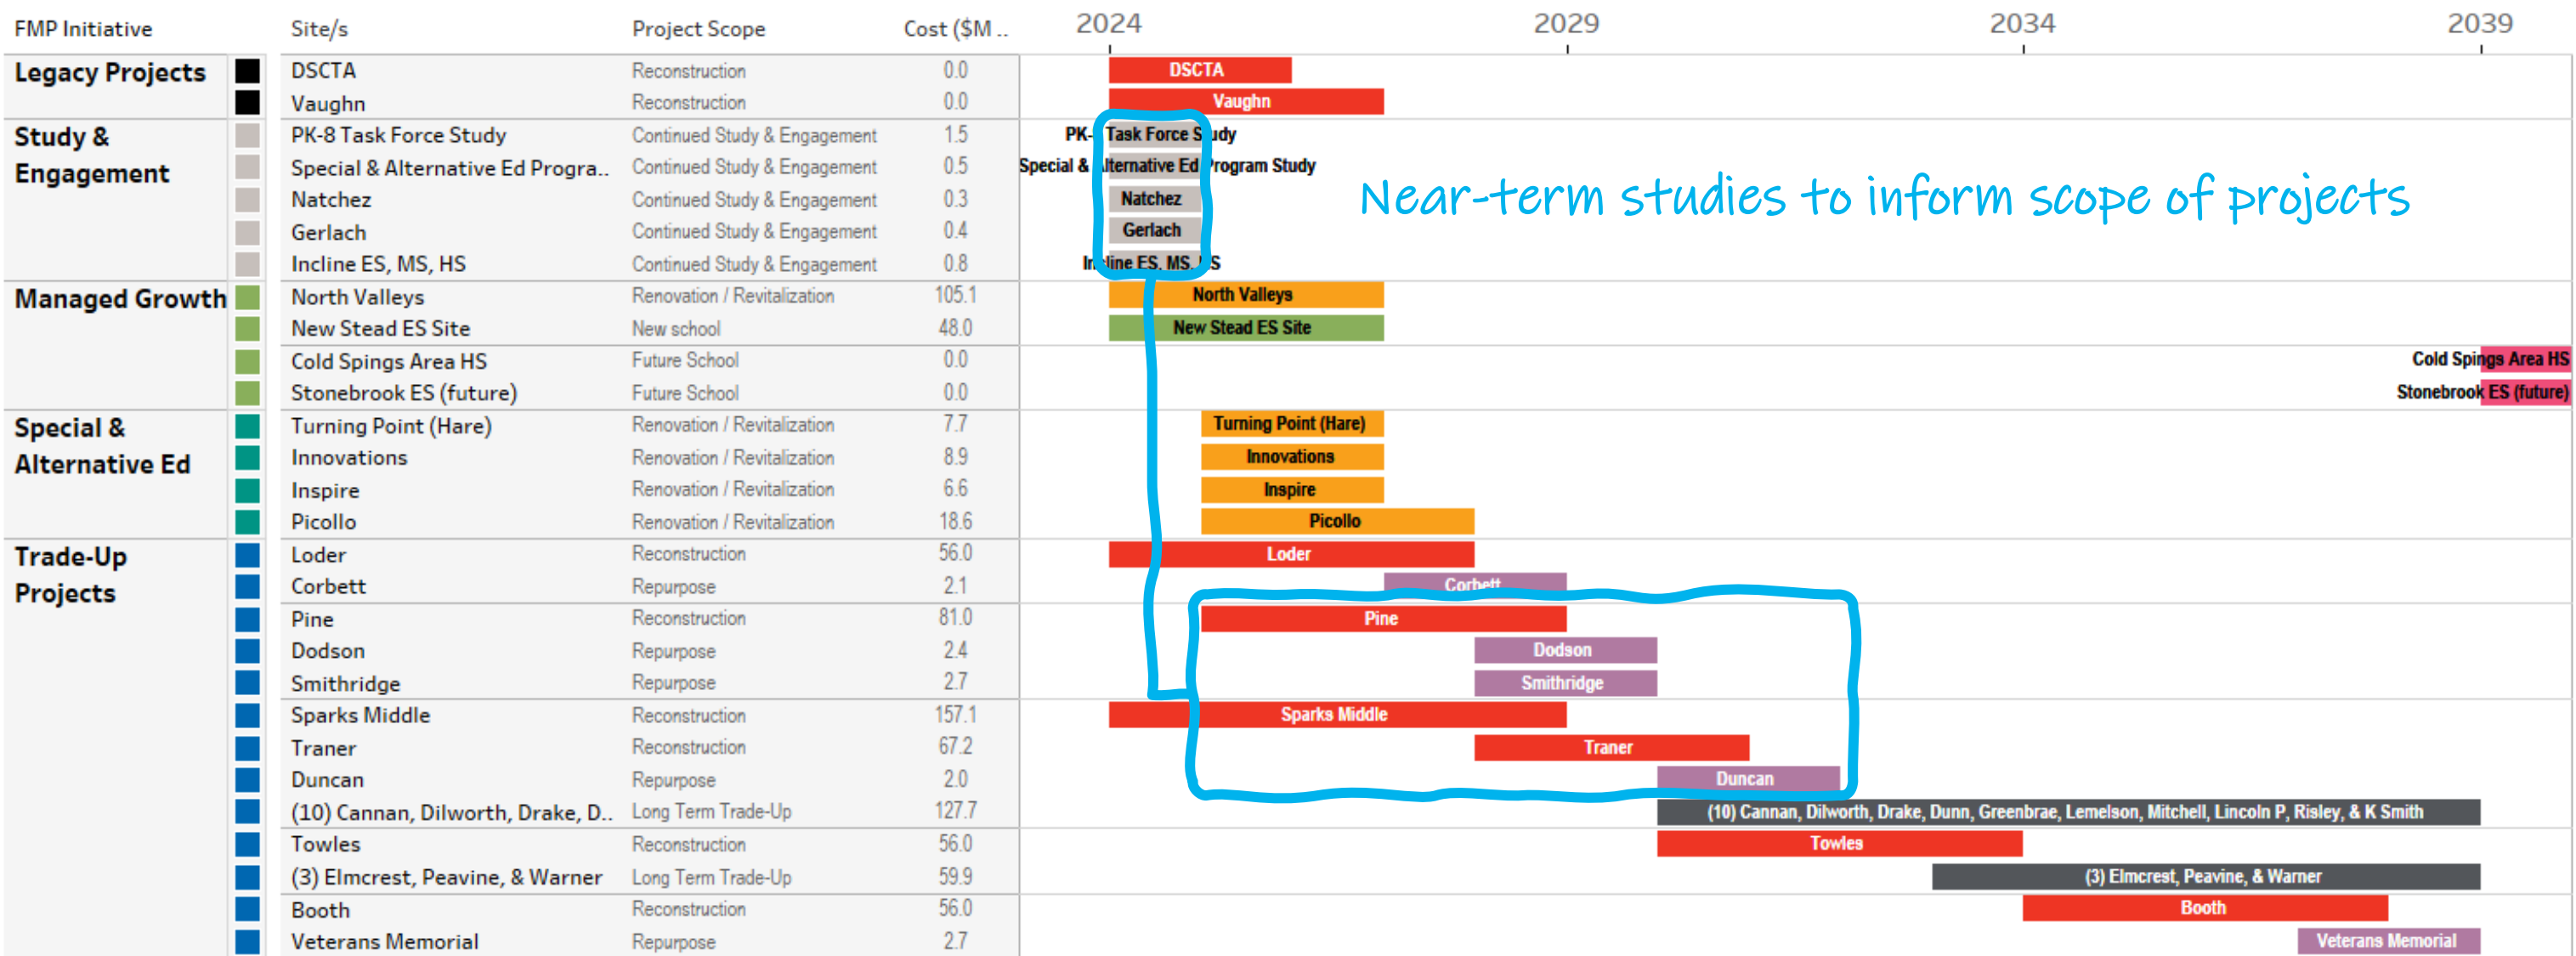 FMP Initiative Site/s Project Scope Cost ($M .. 2024 2029 2034 2039
Legacy Projects DSCTA Reconstruction 0.0 DSCTA
Vaughn Reconstruction 0.0 Vaughn
Study & PK-8 Task Force Study Continued Study & Engagement 1.5 PK- Task Force Study
Engagement Special & Alternative Ed Progra.. Continued Study & Engagement 0.5 Special & Alternative Ed Program Study
Near-term studies to inform scope of projects
Natchez Continued Study & Engagement 0.3 Natchez
Gerlach Continued Study & Engagement 0.4 Gerlach
Incline ES, MS, HS Continued Study & Engagement 0.8 Incline ES, MS, HS
Managed Growth North Valleys Renovation / Revitalization 105.1 North Valleys
New Stead ES Site New school 48.0 New Stead ES Site
Cold Spings Area HS Future School 0.0 Cold Spings Area HS
Stonebrook ES (future) Future School 0.0 Stonebrook ES (future)
Special & Turning Point (Hare) Renovation / Revitalization 7.7 Turning Point (Hare)
Alternative Ed Innovations Renovation / Revitalization 8.9 Innovations
Inspire Renovation / Revitalization 6.6 Inspire
Picollo Renovation / Revitalization 18.6 Picollo
Trade-Up Loder Reconstruction 56.0 Loder
Projects Corbett Repurpose 2.1 Corbett
Pine Reconstruction 81.0 Pine
Dodson Repurpose 2.4 Dodson
Smithridge Repurpose 2.7 Smithridge
Sparks Middle Reconstruction 157.1 Sparks Middle
Traner Reconstruction 67.2 Traner
Duncan Repurpose 2.0 Duncan
(10) Cannan, Dilworth, Drake, D.. Long Term Trade-Up 127.7 (10) Cannan, Dilworth, Drake, Dunn, Greenbrae, Lemelson, Mitchell, Lincoln P, Risley, & K Smith
Towles Reconstruction 56.0 Towles
(3) Elmcrest, Peavine, & Warner Long Term Trade-Up 59.9 (3) Elmcrest, Peavine, & Warner
Booth Reconstruction 56.0 Booth
Veterans Memorial Repurpose 2.7 Veterans Memorial